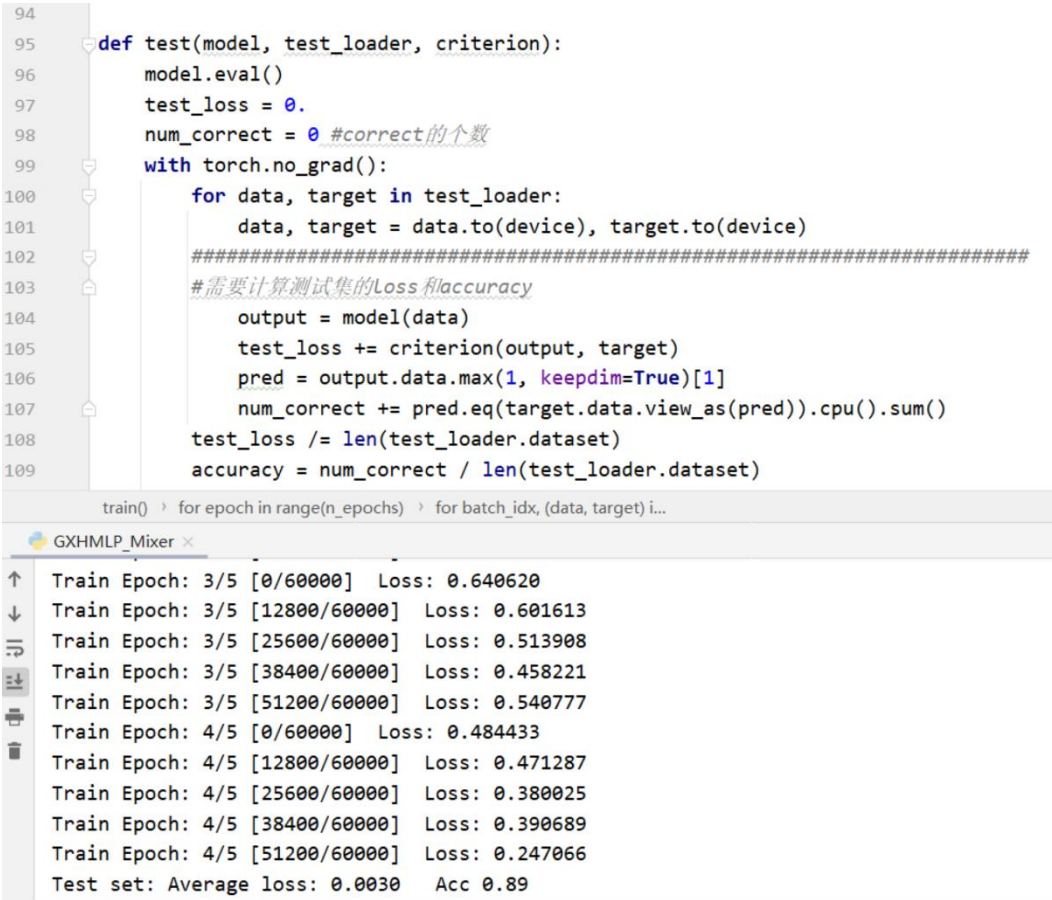 94
95 def test(model, test_loader, criterion):
96 model.eval()
97 test_loss = 0.
98 num_correct = 0 #correct的个数
99 with torch.no_grad():
100 for data, target in test_loader:
101 data, target = data.to(device), target.to(device)
102 #######################################################################
103 #需要计算测试集的loss和accuracy
104 output = model(data)
105 test_loss += criterion(output, target)
106 pred = output.data.max(1, keepdim=True)[1]
107 num_correct += pred.eq(target.data.view_as(pred)).cpu().sum()
108 test_loss /= len(test_loader.dataset)
109 accuracy = num_correct / len(test_loader.dataset)
train() › for epoch in range(n_epochs) › for batch_idx, (data, target) i...
GXHMLP_Mixer ×
Train Epoch: 3/5 [0/60000] Loss: 0.640620
Train Epoch: 3/5 [12800/60000] Loss: 0.601613
Train Epoch: 3/5 [25600/60000] Loss: 0.513908
Train Epoch: 3/5 [38400/60000] Loss: 0.458221
Train Epoch: 3/5 [51200/60000] Loss: 0.540777
Train Epoch: 4/5 [0/60000] Loss: 0.484433
Train Epoch: 4/5 [12800/60000] Loss: 0.471287
Train Epoch: 4/5 [25600/60000] Loss: 0.380025
Train Epoch: 4/5 [38400/60000] Loss: 0.390689
Train Epoch: 4/5 [51200/60000] Loss: 0.247066
Test set: Average loss: 0.0030 Acc 0.89